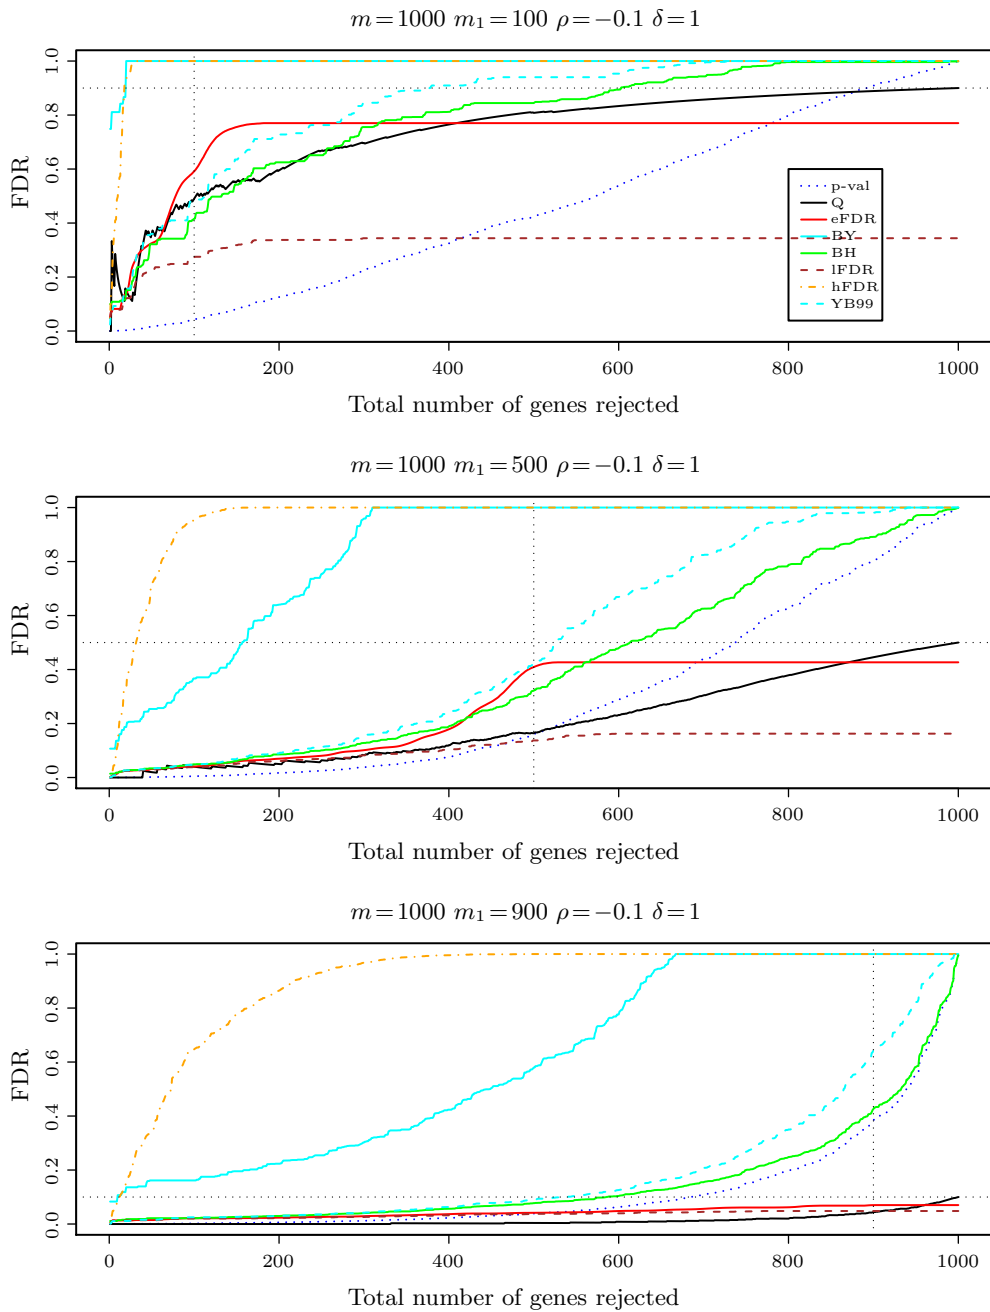 m=1000 m₁=100 ρ=−0.1 δ=1
FDR
0.0 0.2 0.4 0.6 0.8 1.0
p-val
Q
eFDR
BY
BH
lFDR
hFDR
YB99
0 200 400 600 800 1000
Total number of genes rejected
m=1000 m₁=500 ρ=−0.1 δ=1
FDR
0.0 0.2 0.4 0.6 0.8 1.0
0 200 400 600 800 1000
Total number of genes rejected
m=1000 m₁=900 ρ=−0.1 δ=1
FDR
0.0 0.2 0.4 0.6 0.8 1.0
0 200 400 600 800 1000
Total number of genes rejected